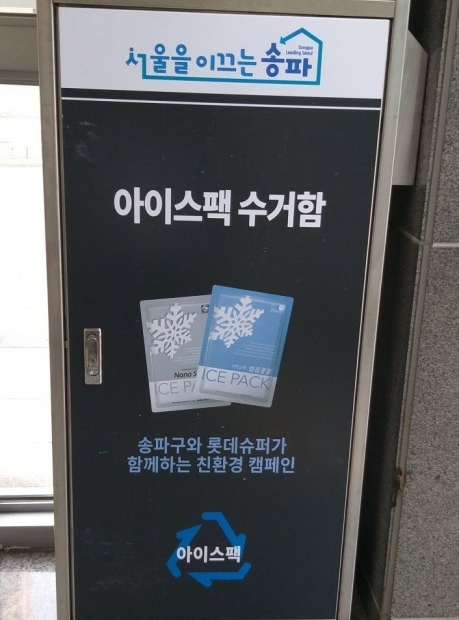 Songpa
Leading Seoul
서울을 이끄는 송파
아이스팩 수거함
Nano
ICE PACK
ICE PACK
송파구와 롯데슈퍼가
함께하는 친환경 캠페인
아이스팩